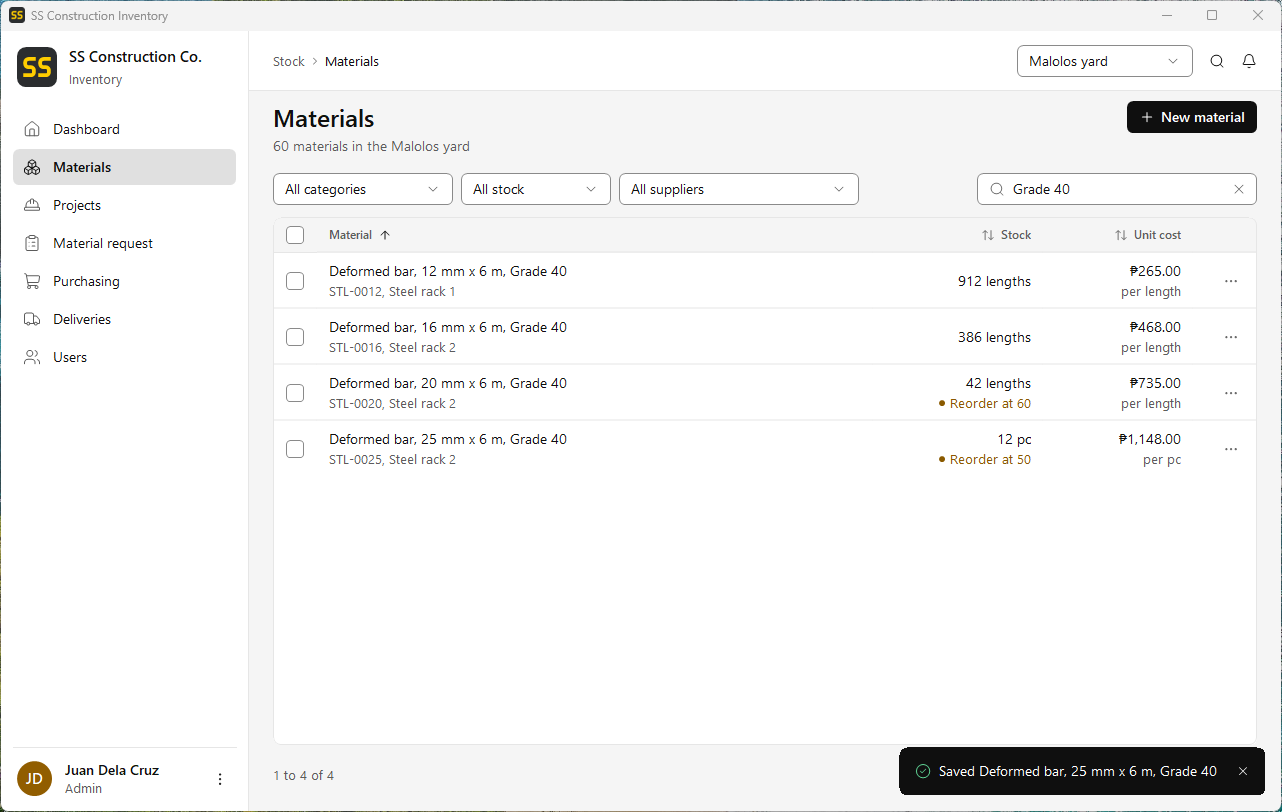 SS Construction Inventory
SS
SS Construction Co.
Inventory
Dashboard
Materials
Projects
Material request
Purchasing
Deliveries
Users
JD
Juan Dela Cruz
Admin
Stock > Materials
Malolos yard
Materials
60 materials in the Malolos yard
+ New material
All categories
All stock
All suppliers
Grade 40
Material
Stock
Unit cost
Deformed bar, 12 mm x 6 m, Grade 40
STL-0012, Steel rack 1
912 lengths
₱265.00
per length
Deformed bar, 16 mm x 6 m, Grade 40
STL-0016, Steel rack 2
386 lengths
₱468.00
per length
Deformed bar, 20 mm x 6 m, Grade 40
STL-0020, Steel rack 2
42 lengths
Reorder at 60
₱735.00
per length
Deformed bar, 25 mm x 6 m, Grade 40
STL-0025, Steel rack 2
12 pc
Reorder at 50
₱1,148.00
per pc
1 to 4 of 4
Saved Deformed bar, 25 mm x 6 m, Grade 40